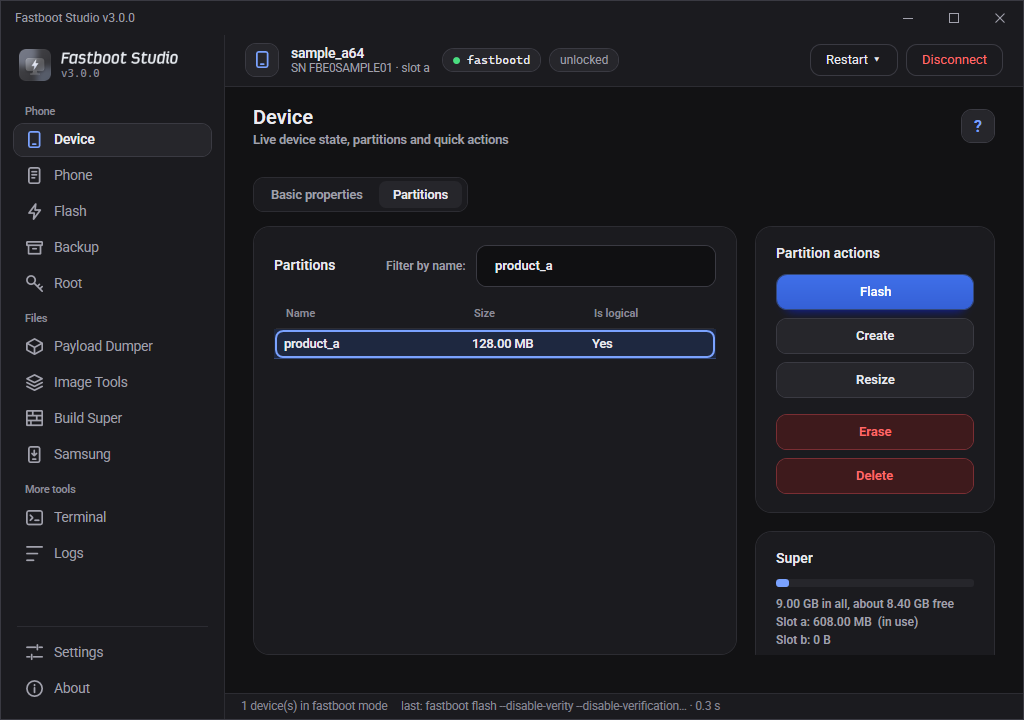 Fastboot Studio v3.0.0
Fastboot Studio
v3.0.0
sample_a64
SN FBE0SAMPLE01 · slot a
fastbootd
unlocked
Restart ▾
Disconnect
Phone
Device
Phone
Flash
Backup
Root
Files
Payload Dumper
Image Tools
Build Super
Samsung
More tools
Terminal
Logs
Settings
About
Device
Live device state, partitions and quick actions
?
Basic properties
Partitions
Partitions
Filter by name:
product_a
Name Size Is logical
product_a 128.00 MB Yes
Partition actions
Flash
Create
Resize
Erase
Delete
Super
9.00 GB in all, about 8.40 GB free
Slot a: 608.00 MB (in use)
Slot b: 0 B
1 device(s) in fastboot mode last: fastboot flash --disable-verity --disable-verification… · 0.3 s